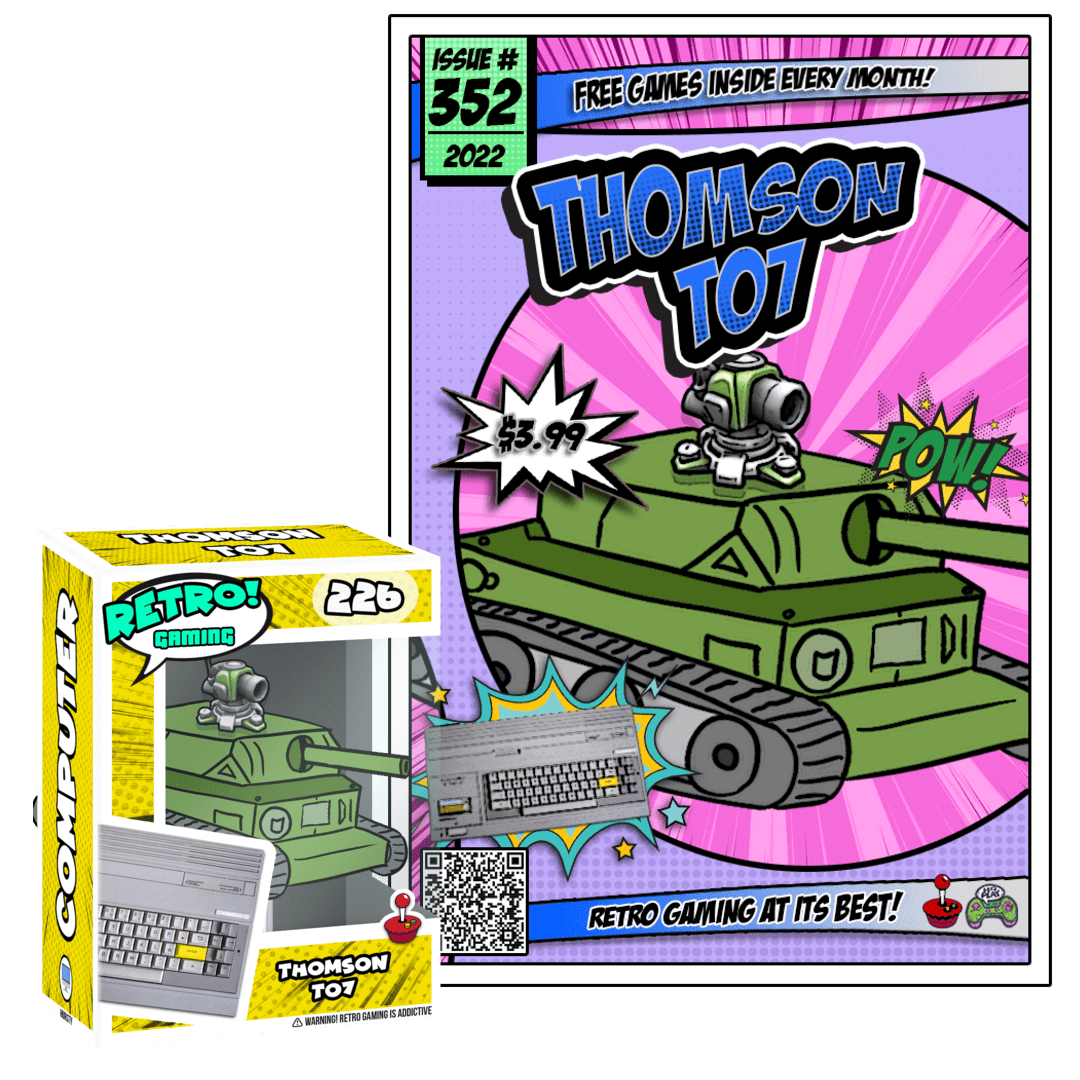 ISSUE #
352
2022
FREE GAMES INSIDE EVERY MONTH!
THOMSON
TO7
$3.99
POW!
RETRO GAMING AT ITS BEST!
THOMSON
TO7
RETRO!
GAMING
226
COMPUTER
THOMSON
TO7
WARNING! RETRO GAMING IS ADDICTIVE